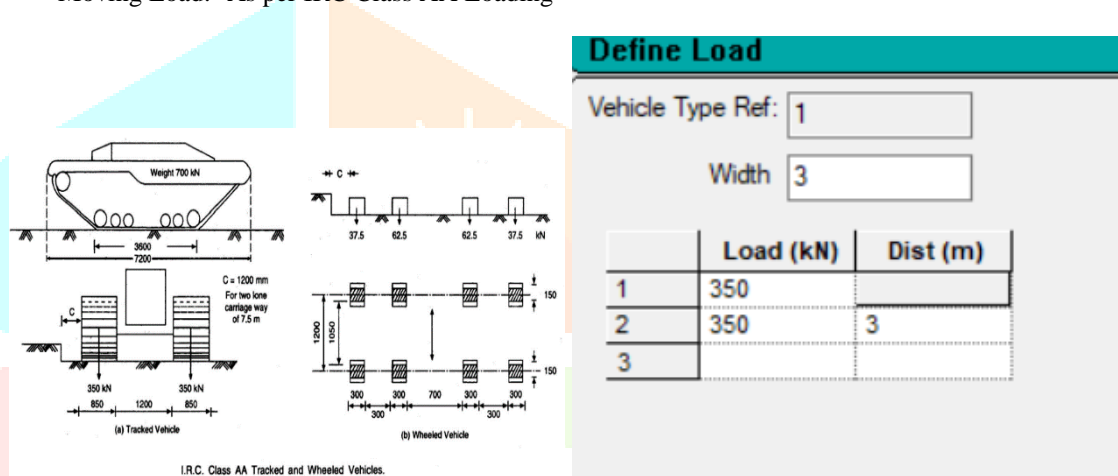 Moving Load:- As per IRC Class AA Loading
Weight 700 kN
3600
7200
C = 1200 mm
For two lone
carriage way
of 7.5 m
C
350 kN
350 kN
850
1200
850
(a) Tracked Vehicle
C
37.5
62.5
62.5
37.5
kN
150
1200
1050
150
300
300
700
300
300
300
300
(b) Wheeled Vehicle
I.R.C. Class AA Tracked and Wheeled Vehicles.
Define Load
Vehicle Type Ref: 1
Width 3
Load (kN) Dist (m)
1 350
2 350 3
3